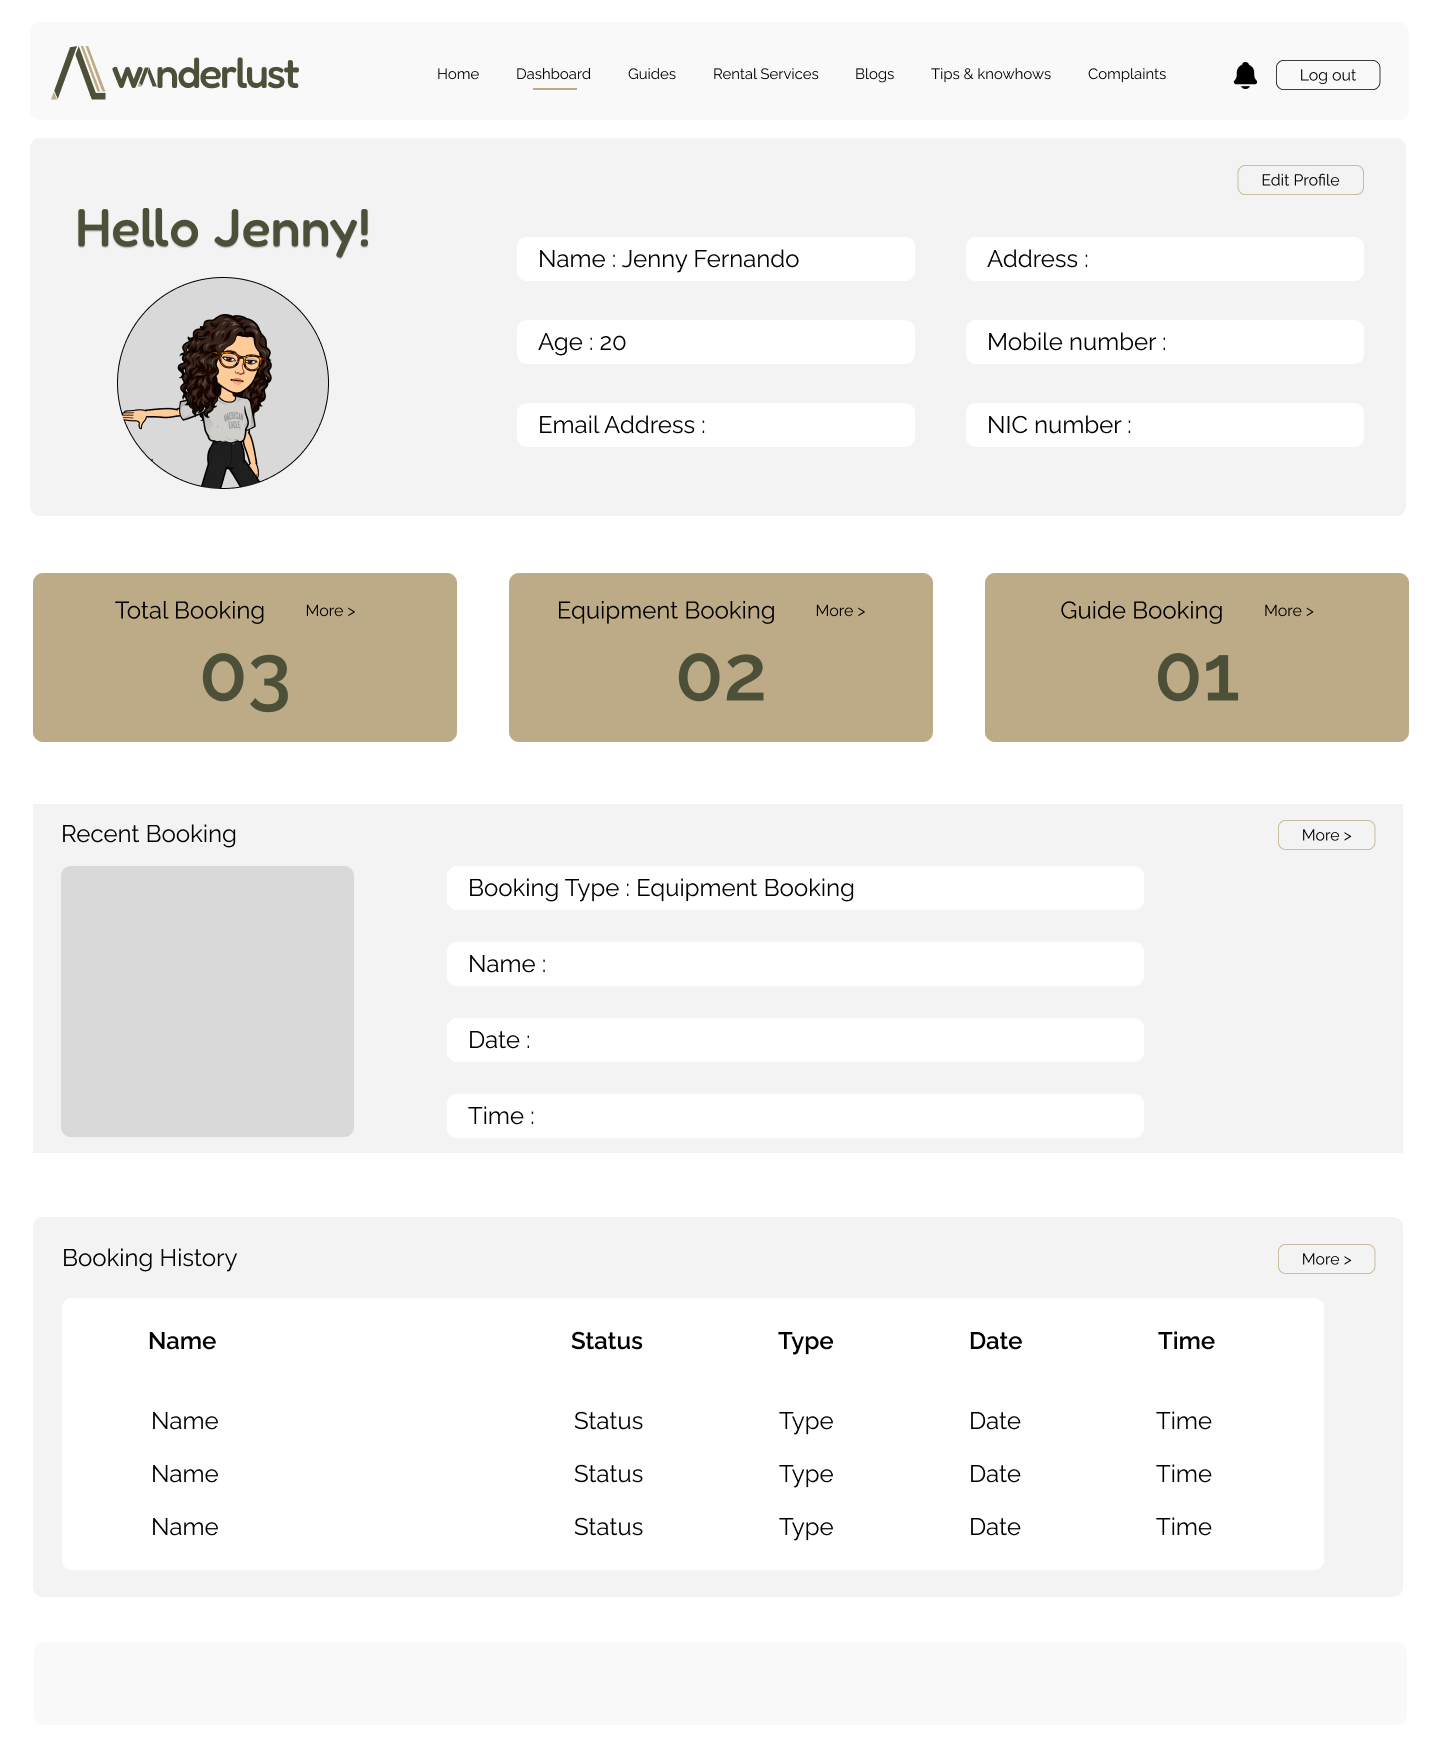 wanderlust
Home Dashboard Guides Rental Services Blogs Tips & knowhows Complaints Log out
Edit Profile
Hello Jenny!
Name : Jenny Fernando Address :
Age : 20 Mobile number :
Email Address : NIC number :
AMERICAN
EAGLE
Total Booking More > Equipment Booking More > Guide Booking More >
03 02 01
Recent Booking More >
Booking Type : Equipment Booking
Name :
Date :
Time :
Booking History More >
Name Status Type Date Time
Name Status Type Date Time
Name Status Type Date Time
Name Status Type Date Time